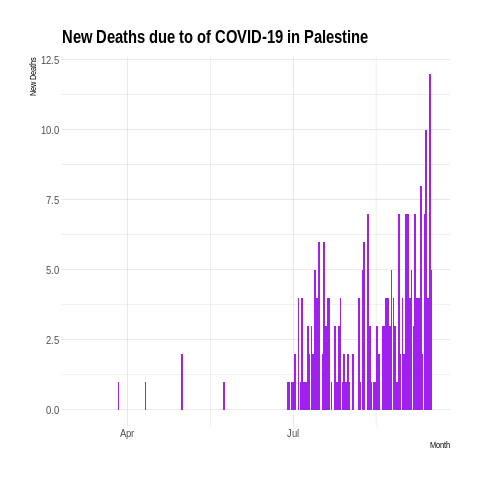 New Deaths due to of COVID-19 in Palestine
New Deaths
12.5
10.0
7.5
5.0
2.5
0.0
Apr
Jul
Month